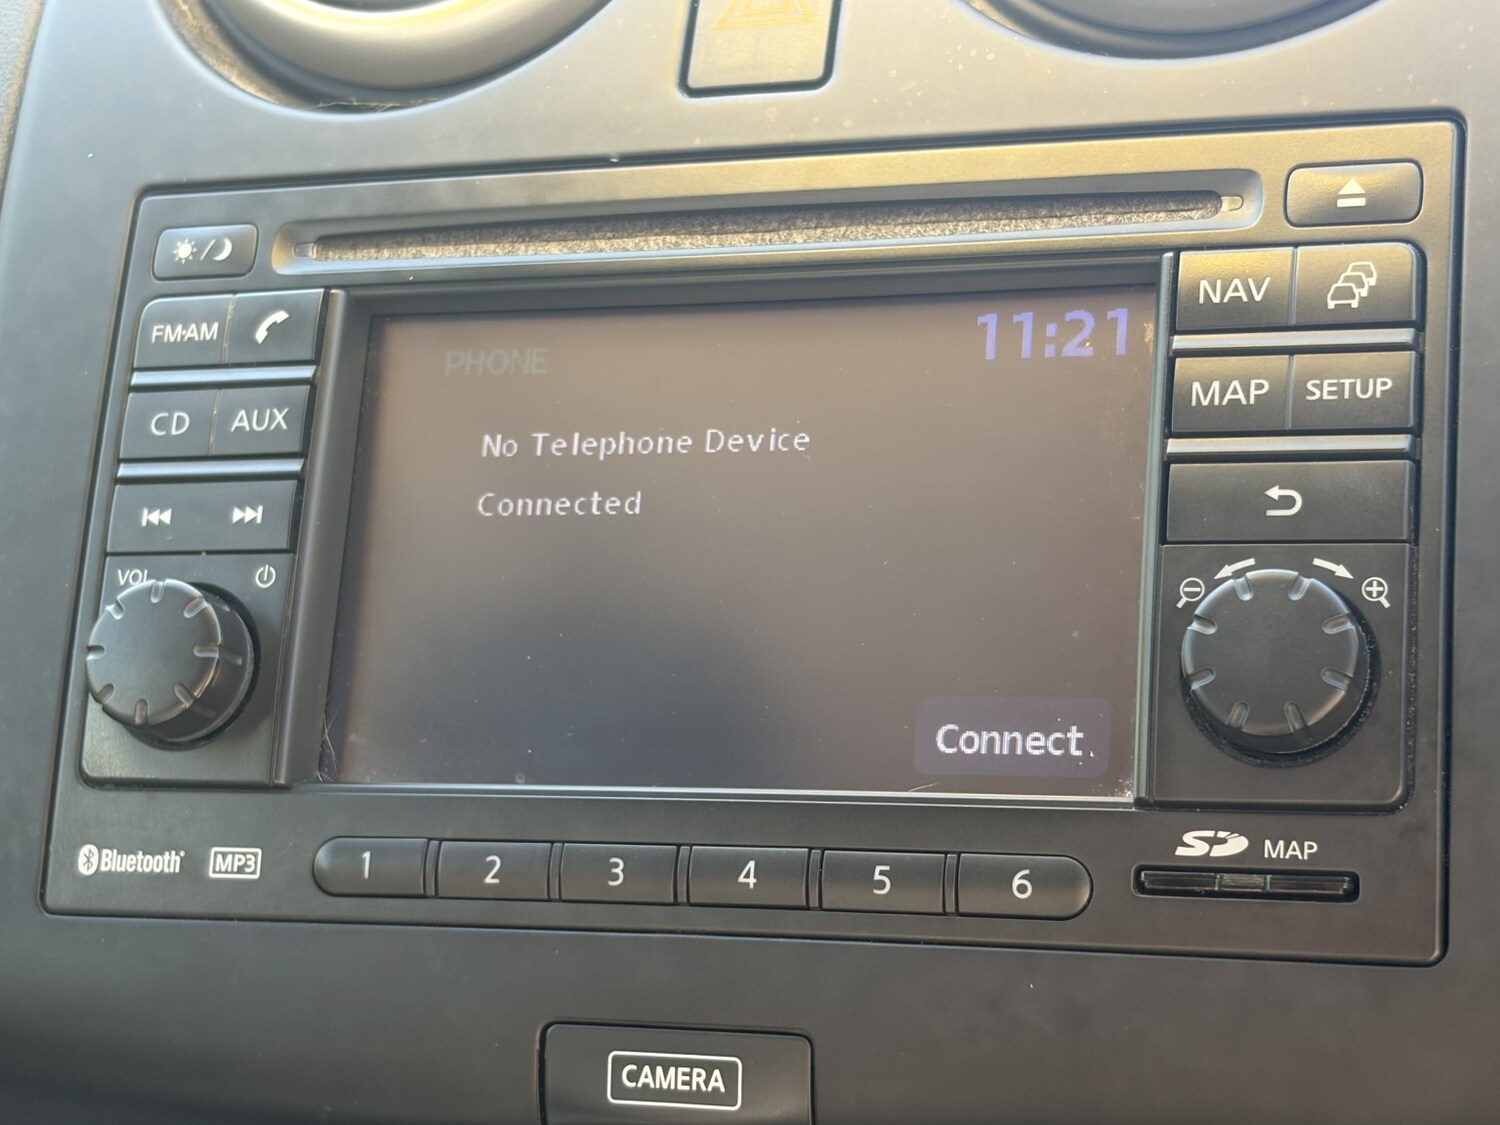 NAV
FM·AM
11:21
PHONE
MAP
SETUP
CD
AUX
No Telephone Device
Connected
VOL
Connect
Bluetooth
MP3
1
2
3
4
5
6
SD
MAP
CAMERA